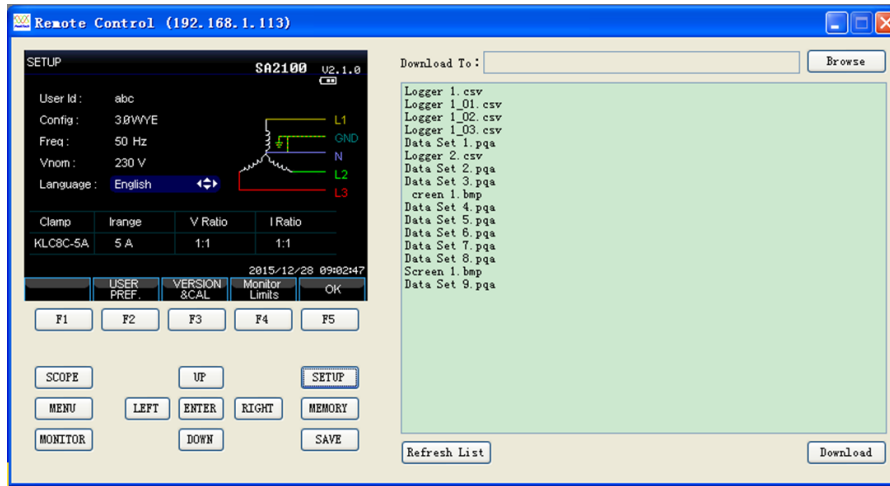 Remote Control (192.168.1.113)
SETUP
SA2100 V2.1.0
User Id : abc
Config : 3ØWYE
Freq : 50 Hz
Vnom : 230 V
Language : English
L1
GND
N
L2
L3
Clamp Irange V Ratio I Ratio
KLC8C-5A 5 A 1:1 1:1
2015/12/28 09:02:47
USER PREF. VERSION &CAL Monitor Limits OK
F1 F2 F3 F4 F5
SCOPE UP SETUP
MENU LEFT ENTER RIGHT MEMORY
MONITOR DOWN SAVE
Download To: Browse
Logger 1.csv
Logger 1_01.csv
Logger 1_02.csv
Logger 1_03.csv
Data Set 1.pqa
Logger 2.csv
Data Set 2.pqa
Data Set 3.pqa
creen 1.bmp
Data Set 4.pqa
Data Set 5.pqa
Data Set 6.pqa
Data Set 7.pqa
Data Set 8.pqa
Screen 1.bmp
Data Set 9.pqa
Refresh List Download